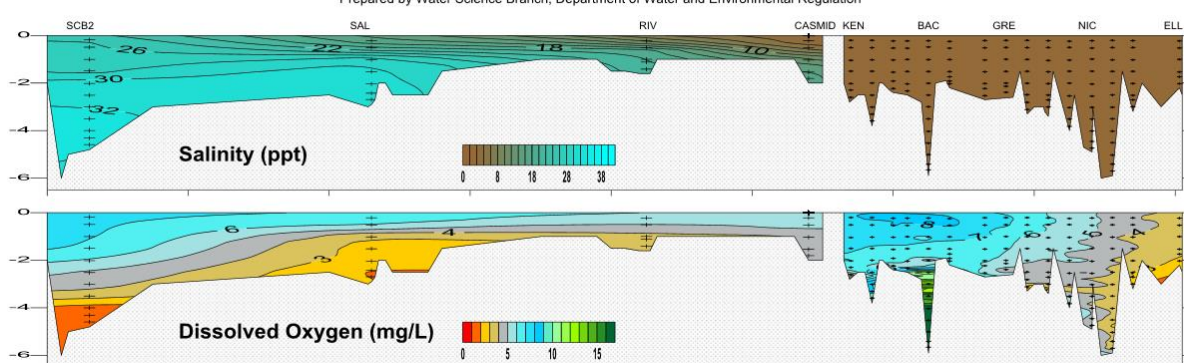 Prepared by Water Science Branch, Department of Water and Environmental Regulation
SCB2 SAL RIV CASMID KEN BAC GRE NIC ELL
0
26 22 18 10
-2
30
32
-4
Salinity (ppt)
0 8 18 28 38
-6
0
6 4 8 7 6 5 4
-2
3
-4
Dissolved Oxygen (mg/L)
0 5 10 15
-6